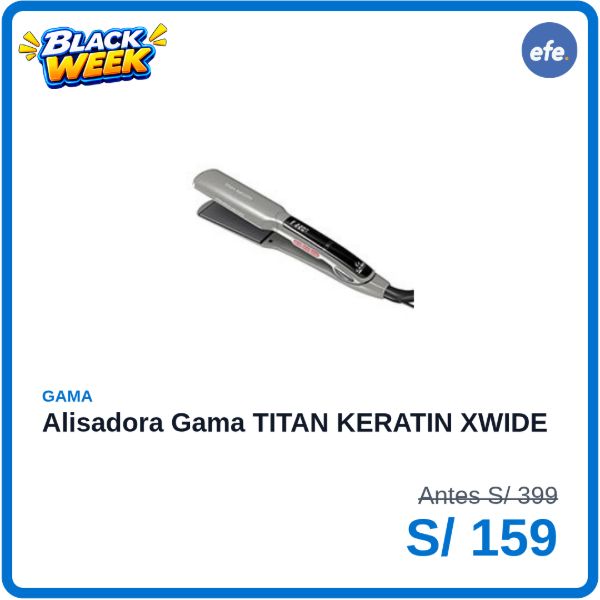 BLACK
WEEK
efe.
GAMA
Alisadora Gama TITAN KERATIN XWIDE
Antes S/ 399
S/ 159